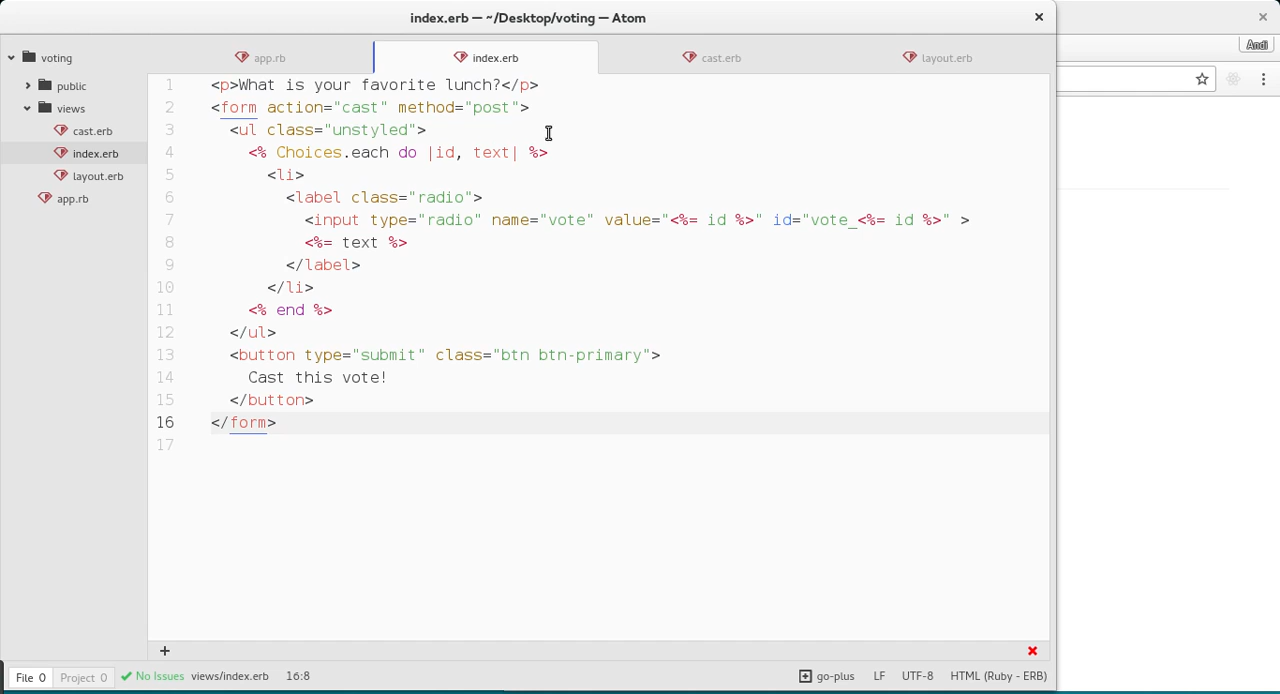 index.erb — ~/Desktop/voting — Atom
Andi
voting
public
views
cast.erb
index.erb
layout.erb
app.rb
app.rb
index.erb
cast.erb
layout.erb
1 <p>What is your favorite lunch?</p>
2 <form action="cast" method="post">
3 <ul class="unstyled">
4 <% Choices.each do |id, text| %>
5 <li>
6 <label class="radio">
7 <input type="radio" name="vote" value="<%= id %>" id="vote_<%= id %>" >
8 <%= text %>
9 </label>
10 </li>
11 <% end %>
12 </ul>
13 <button type="submit" class="btn btn-primary">
14 Cast this vote!
15 </button>
16 </form>
17
File 0 Project 0 No Issues views/index.erb 16:8 go-plus LF UTF-8 HTML (Ruby - ERB)